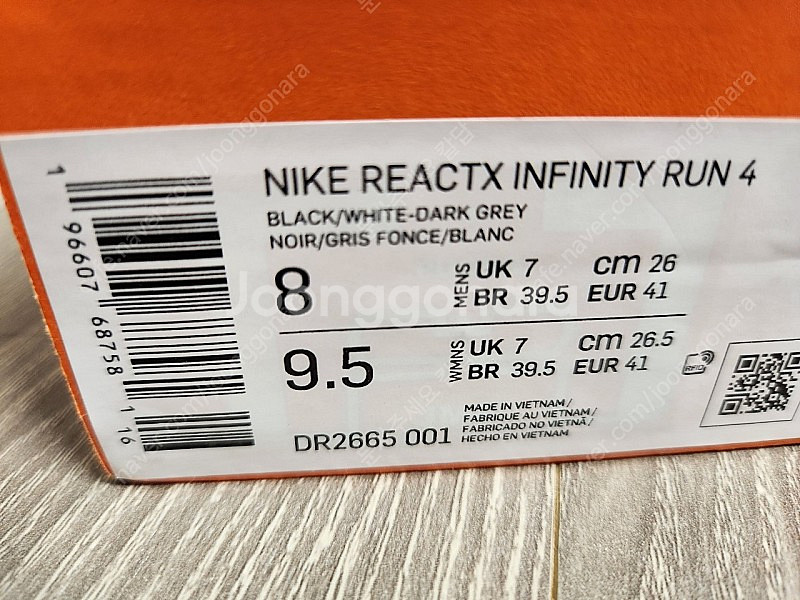 NIKE REACTX INFINITY RUN 4
BLACK/WHITE-DARK GREY
NOIR/GRIS FONCE/BLANC
8 MENS UK 7 cm 26
BR 39.5 EUR 41
9.5 WMNS UK 7 cm 26.5
BR 39.5 EUR 41
RFID
DR2665 001
MADE IN VIETNAM /
FABRIQUE AU VIETNAM /
FABRICADO NO VIETNÃ /
HECHO EN VIETNAM
1 96607 68758 1 16
Joonggonara